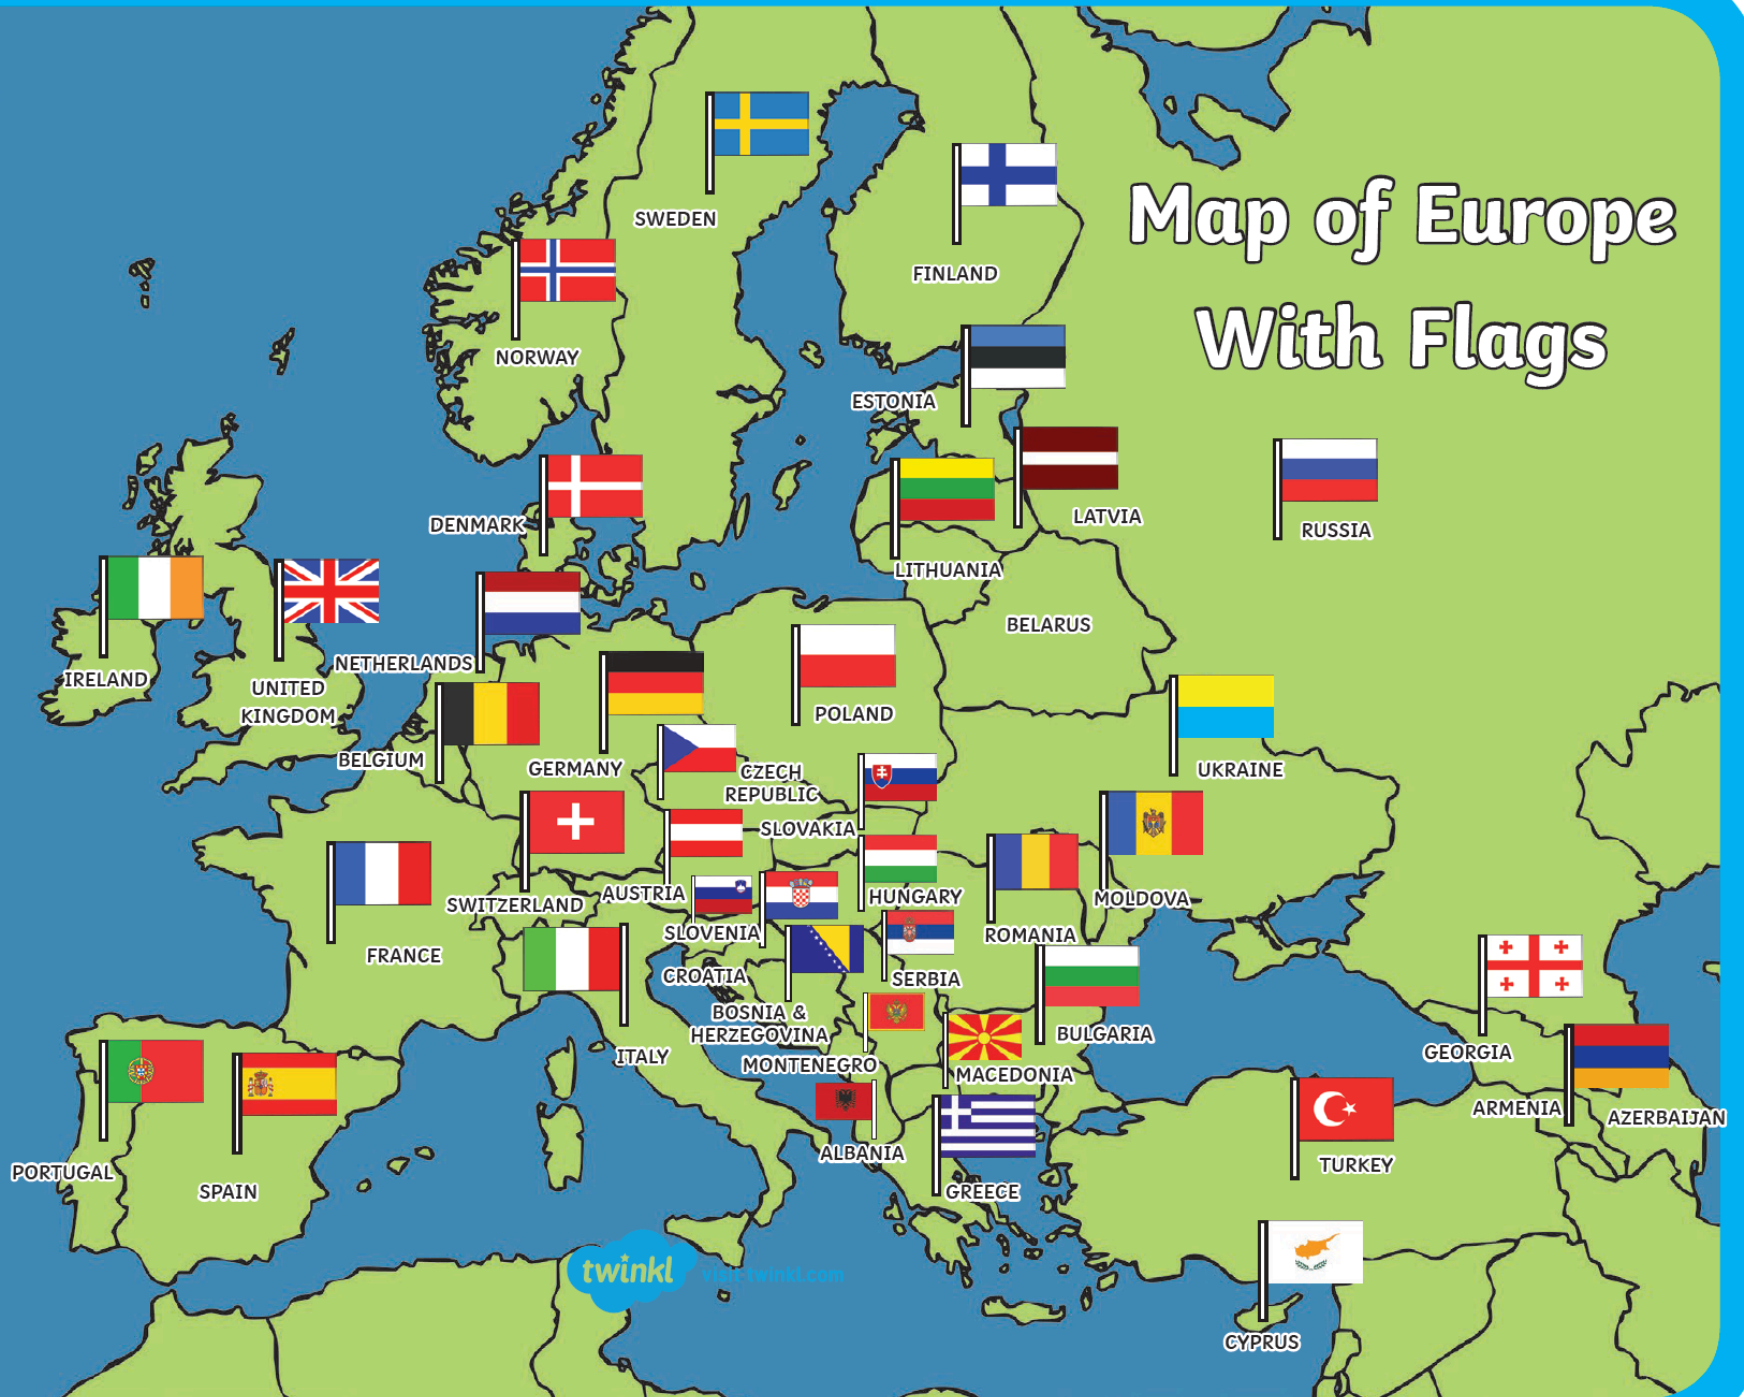 Map of Europe
With Flags
SWEDEN
FINLAND
NORWAY
ESTONIA
DENMARK
LATVIA
RUSSIA
LITHUANIA
BELARUS
IRELAND
UNITED
KINGDOM
NETHERLANDS
POLAND
BELGIUM
GERMANY
CZECH
REPUBLIC
UKRAINE
SLOVAKIA
SWITZERLAND
AUSTRIA
HUNGARY
MOLDOVA
FRANCE
SLOVENIA
ROMANIA
CROATIA
SERBIA
BOSNIA &
HERZEGOVINA
BULGARIA
ITALY
MONTENEGRO
MACEDONIA
GEORGIA
ARMENIA
AZERBAIJAN
PORTUGAL
SPAIN
ALBANIA
GREECE
TURKEY
twinkl
visit twinkl.com
CYPRUS